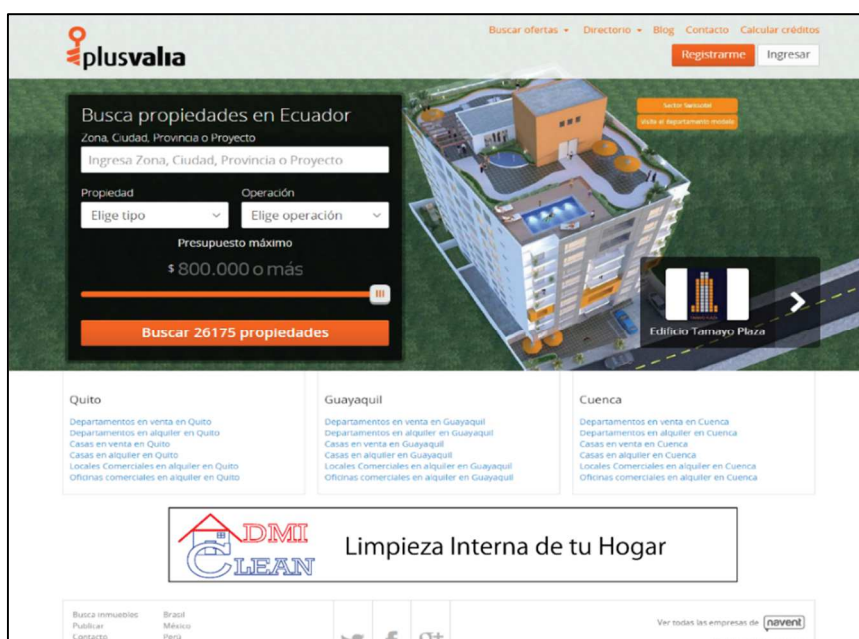 plusvalia
Buscar ofertas Directorio Blog Contacto Calcular créditos
Registrarme Ingresar
Busca propiedades en Ecuador
Zona, Ciudad, Provincia o Proyecto
Ingresa Zona, Ciudad, Provincia o Proyecto
Propiedad Operación
Elige tipo Elige operación
Presupuesto máximo
$ 800.000 o más
Buscar 26175 propiedades
Visite el departamento modelo
TAMAYO PLAZA
Edificio Tamayo Plaza
Quito
Departamentos en venta en Quito
Departamentos en alquiler en Quito
Casas en venta en Quito
Casas en alquiler en Quito
Locales Comerciales en alquiler en Quito
Oficinas comerciales en alquiler en Quito
Guayaquil
Departamentos en venta en Guayaquil
Departamentos en alquiler en Guayaquil
Casas en venta en Guayaquil
Casas en alquiler en Guayaquil
Locales Comerciales en alquiler en Guayaquil
Oficinas comerciales en alquiler en Guayaquil
Cuenca
Departamentos en venta en Cuenca
Departamentos en alquiler en Cuenca
Casas en venta en Cuenca
Casas en alquiler en Cuenca
Locales Comerciales en alquiler en Cuenca
Oficinas comerciales en alquiler en Cuenca
DMI
CLEAN
Limpieza Interna de tu Hogar
Busca inmuebles
Publicar
Contacto
Brasil
México
Perú
g+
Ver todas las empresas de navent